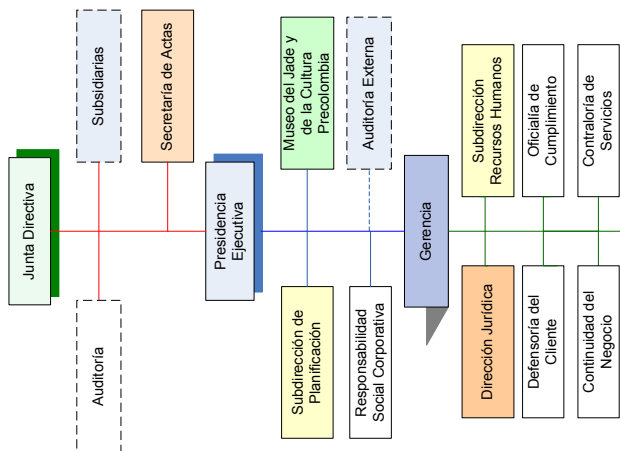 Junta Directiva
Auditoría
Subsidiarias
Secretaría de Actas
Presidencia
Ejecutiva
Subdirección de
Planificación
Museo del Jade y
de la Cultura
Precolombia
Responsabilidad
Social Corporativa
Auditoría Externa
Gerencia
Dirección Jurídica
Subdirección
Recursos Humanos
Defensoría del
Cliente
Oficialía de
Cumplimiento
Continuidad del
Negocio
Contraloría de
Servicios